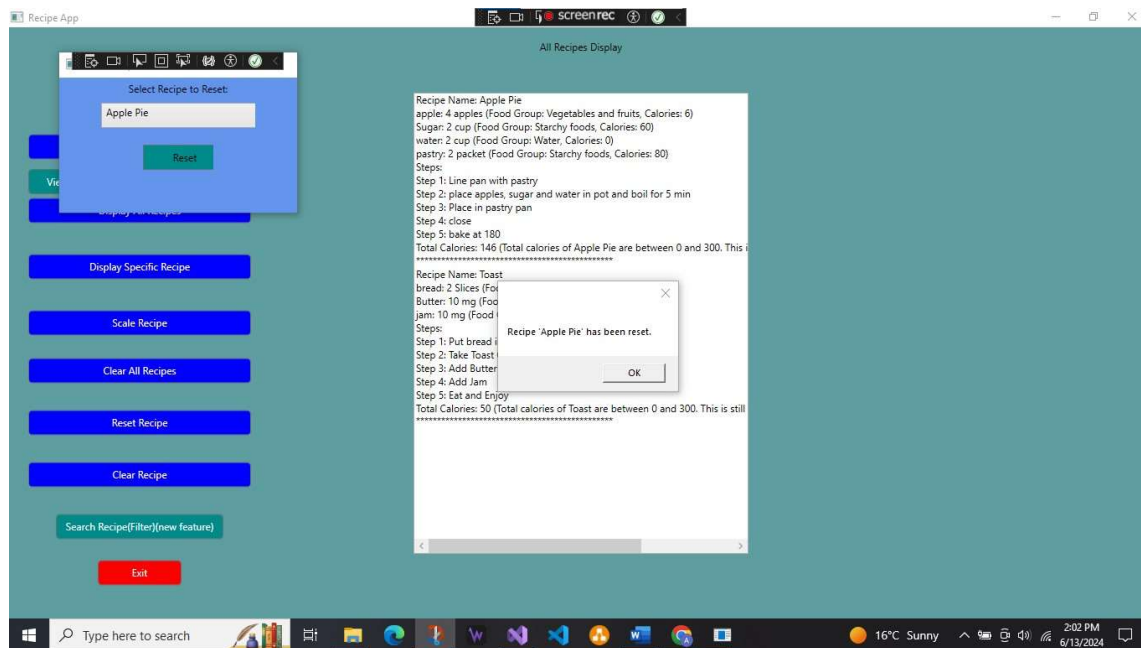 Recipe App
screenrec
All Recipes Display
Select Recipe to Reset:
Apple Pie
Reset
Vie
Display All Recipes
Display Specific Recipe
Scale Recipe
Clear All Recipes
Reset Recipe
Clear Recipe
Search Recipe(Filter)(new feature)
Exit
Recipe Name: Apple Pie
apple: 4 apples (Food Group: Vegetables and fruits, Calories: 6)
Sugar: 2 cup (Food Group: Starchy foods, Calories: 60)
water: 2 cup (Food Group: Water, Calories: 0)
pastry: 2 packet (Food Group: Starchy foods, Calories: 80)
Steps:
Step 1: Line pan with pastry
Step 2: place apples, sugar and water in pot and boil for 5 min
Step 3: Place in pastry pan
Step 4: close
Step 5: bake at 180
Total Calories: 146 (Total calories of Apple Pie are between 0 and 300. This i
***********************************************
Recipe Name: Toast
bread: 2 Slices (Foo
Butter: 10 mg (Foo
jam: 10 mg (Food
Steps:
Step 1: Put bread i
Step 2: Take Toast
Step 3: Add Butter
Step 4: Add Jam
Step 5: Eat and Enjoy
Total Calories: 50 (Total calories of Toast are between 0 and 300. This is still
***********************************************
Recipe 'Apple Pie' has been reset.
OK
Type here to search
16°C Sunny
2:02 PM
6/13/2024